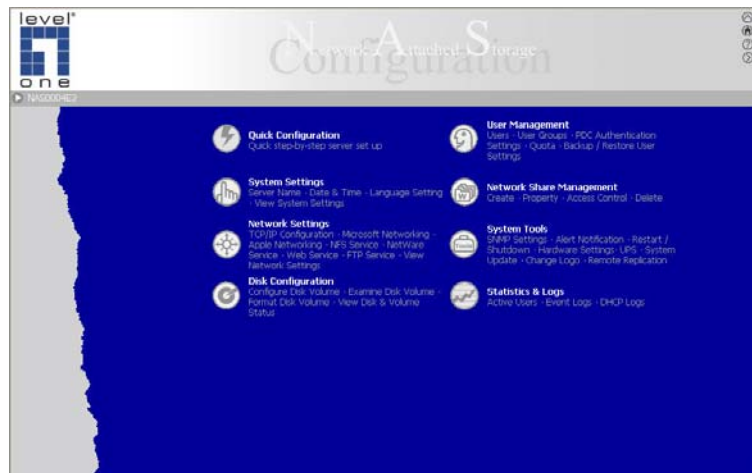 level
one
Network Attached Storage
Configuration
NAS0004E3
Quick Configuration
Quick step-by-step server set up
System Settings
Server Name · Date & Time · Language Setting
· View System Settings
Network Settings
TCP/IP Configuration · Microsoft Networking ·
Apple Networking · NFS Service · NetWare
Service · Web Service · FTP Service · View
Network Settings
Disk Configuration
Configure Disk Volume · Examine Disk Volume ·
Format Disk Volume · View Disk & Volume
Status
User Management
Users · User Groups · PDC Authentication
Settings · Quota · Backup / Restore User
Settings
Network Share Management
Create · Property · Access Control · Delete
System Tools
SNMP Settings · Alert Notification · Restart /
Shutdown · Hardware Settings · UPS · System
Update · Change Logo · Remote Replication
Statistics & Logs
Active Users · Event Logs · DHCP Logs